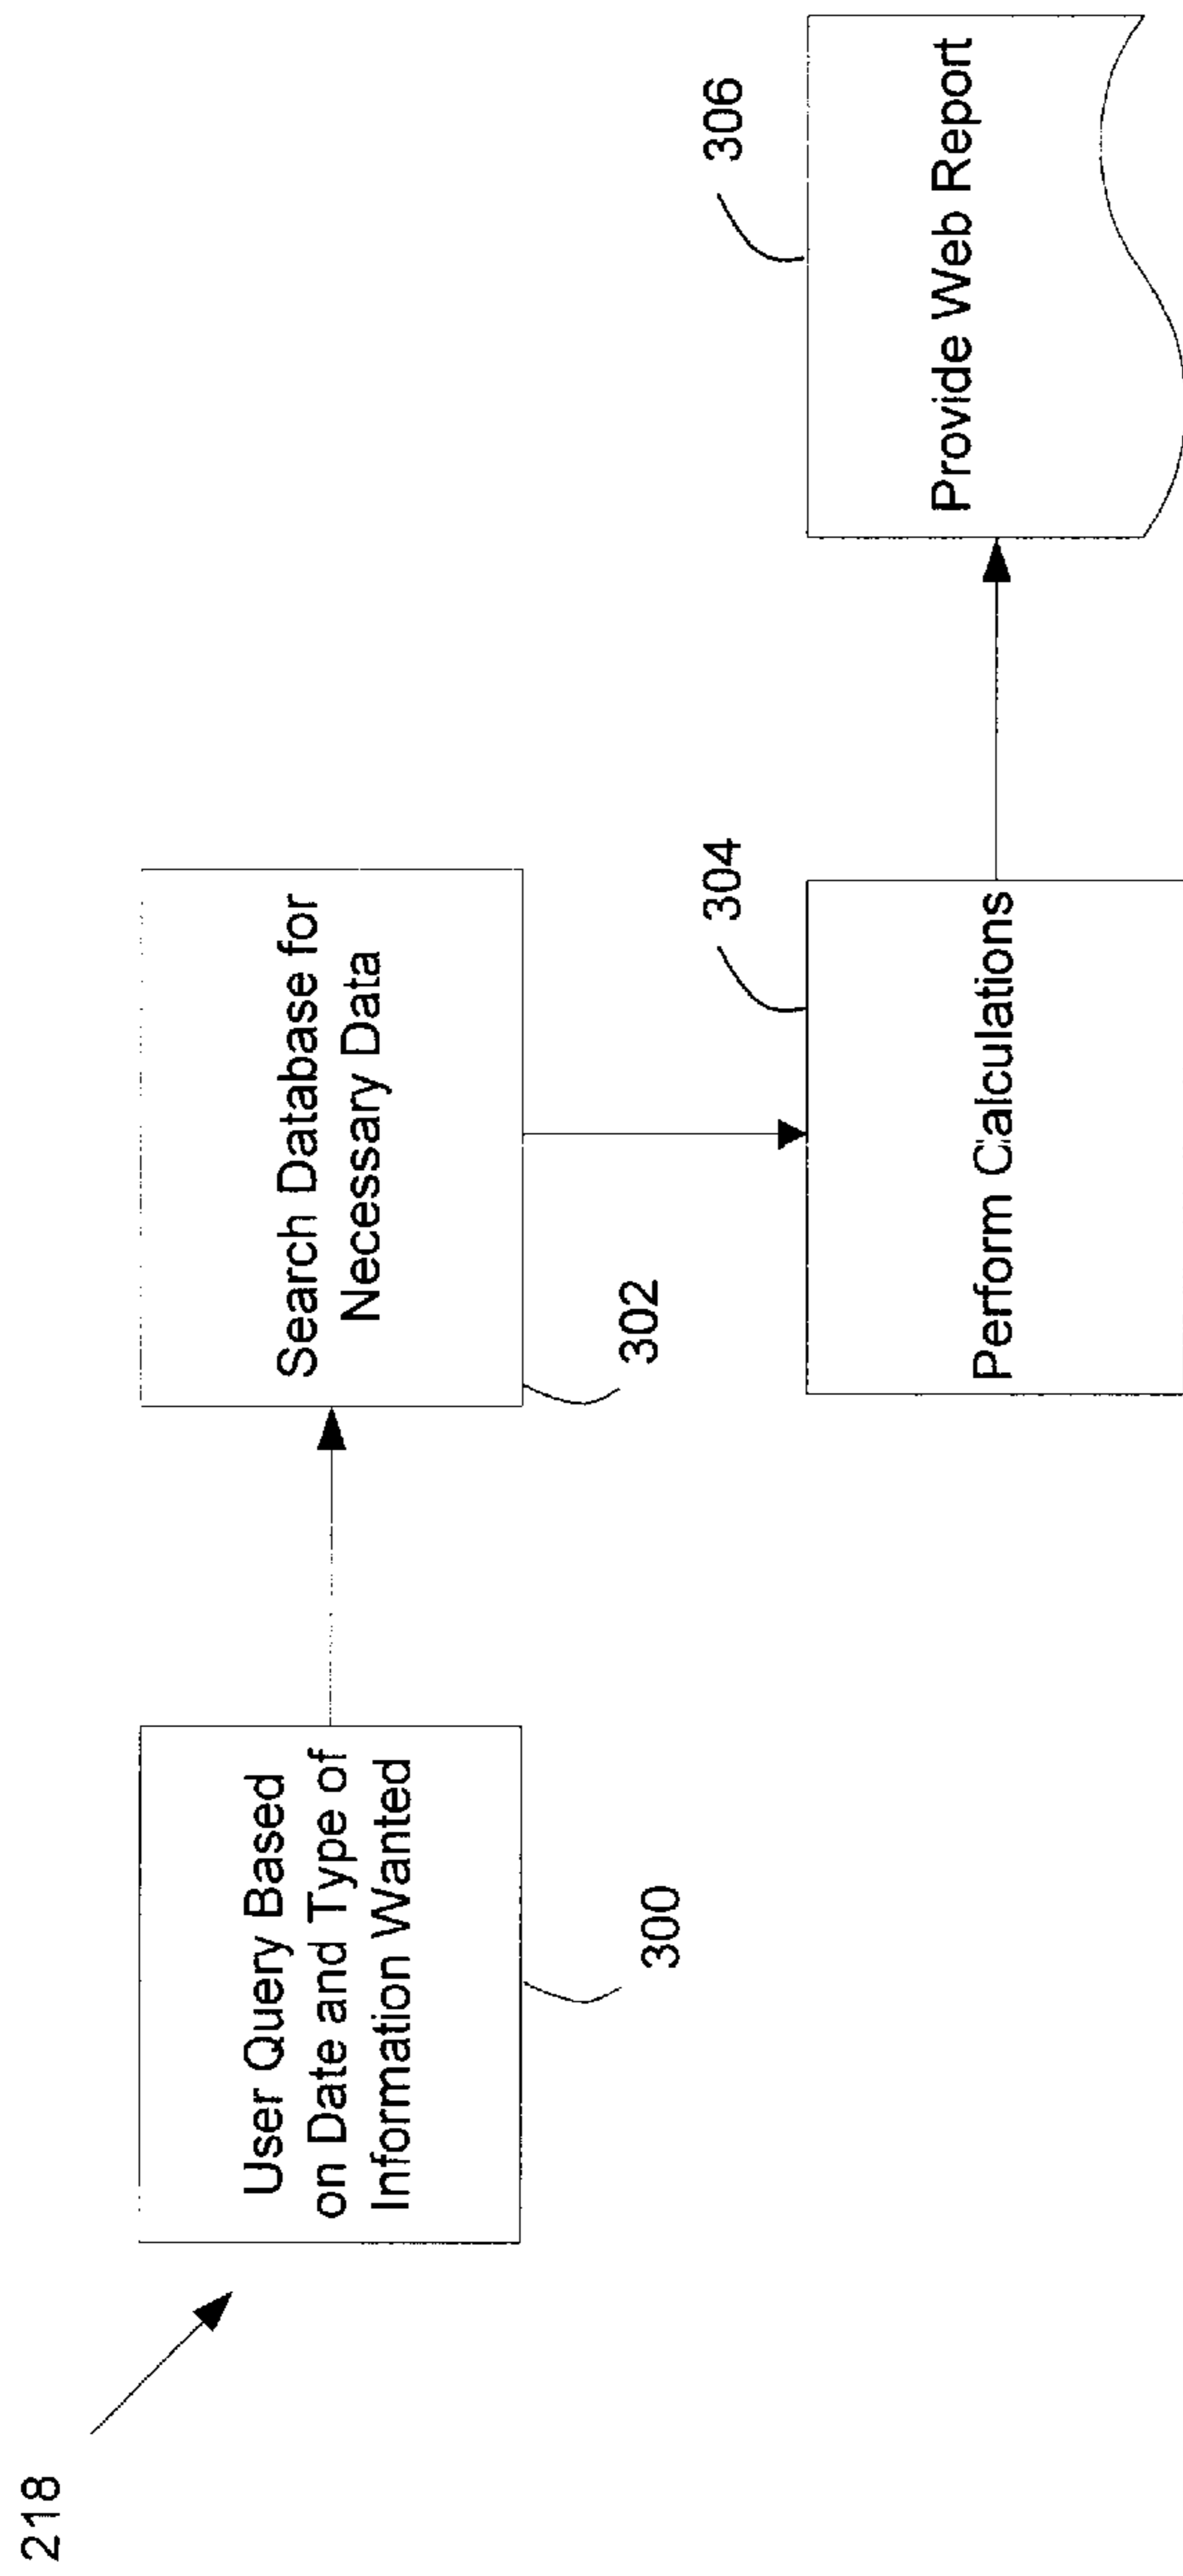 218
User Query Based
on Date and Type of
Information Wanted
300
Search Database for
Necessary Data
302
304
Perform Calculations
306
Provide Web Report